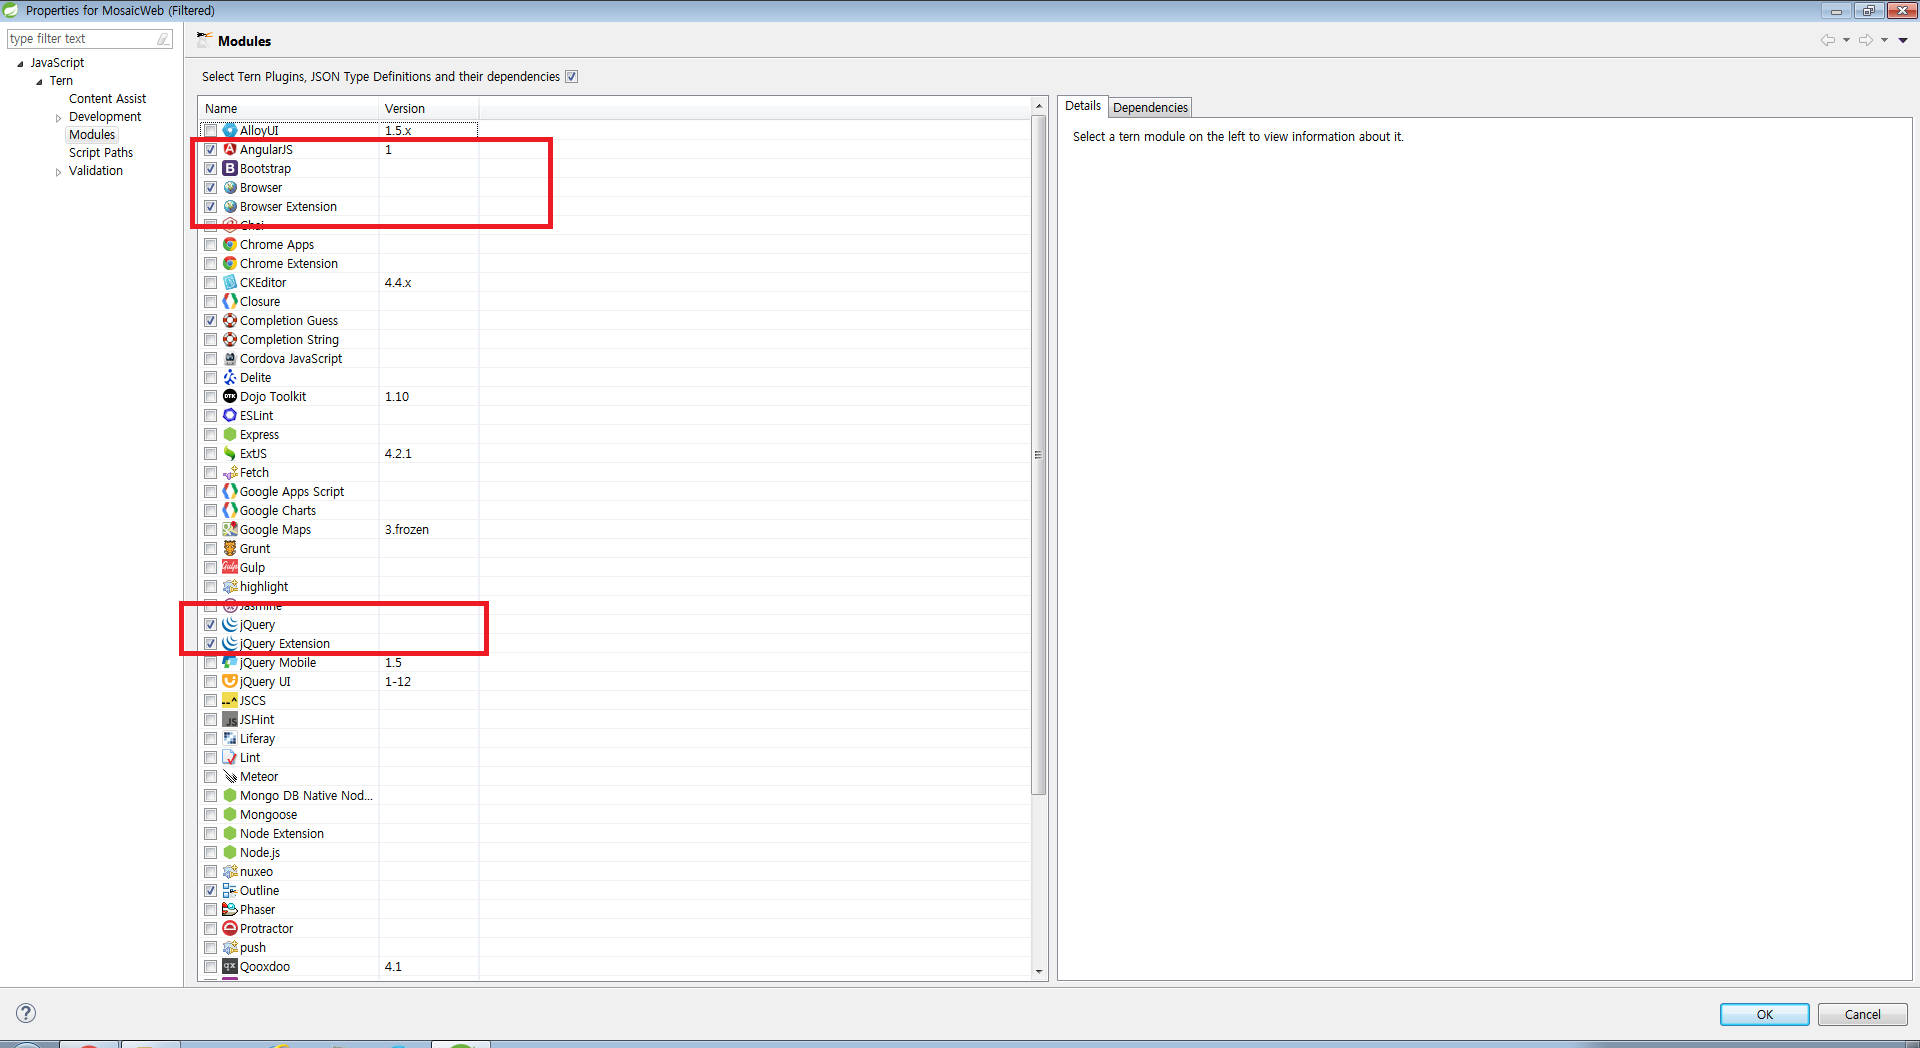 Properties for MosaicWeb (Filtered)
type filter text
JavaScript
Tern
Content Assist
Development
Modules
Script Paths
Validation
Modules
Select Tern Plugins, JSON Type Definitions and their dependencies
Name Version
AlloyUI 1.5.x
AngularJS 1
Bootstrap
Browser
Browser Extension
Chai
Chrome Apps
Chrome Extension
CKEditor 4.4.x
Closure
Completion Guess
Completion String
Cordova JavaScript
Delite
Dojo Toolkit 1.10
ESLint
Express
ExtJS 4.2.1
Fetch
Google Apps Script
Google Charts
Google Maps 3.frozen
Grunt
Gulp
highlight
Jasmine
jQuery
jQuery Extension
jQuery Mobile 1.5
jQuery UI 1-12
JSCS
JSHint
Liferay
Lint
Meteor
Mongo DB Native Nod...
Mongoose
Node Extension
Node.js
nuxeo
Outline
Phaser
Protractor
push
Qooxdoo 4.1
Details Dependencies
Select a tern module on the left to view information about it.
OK Cancel